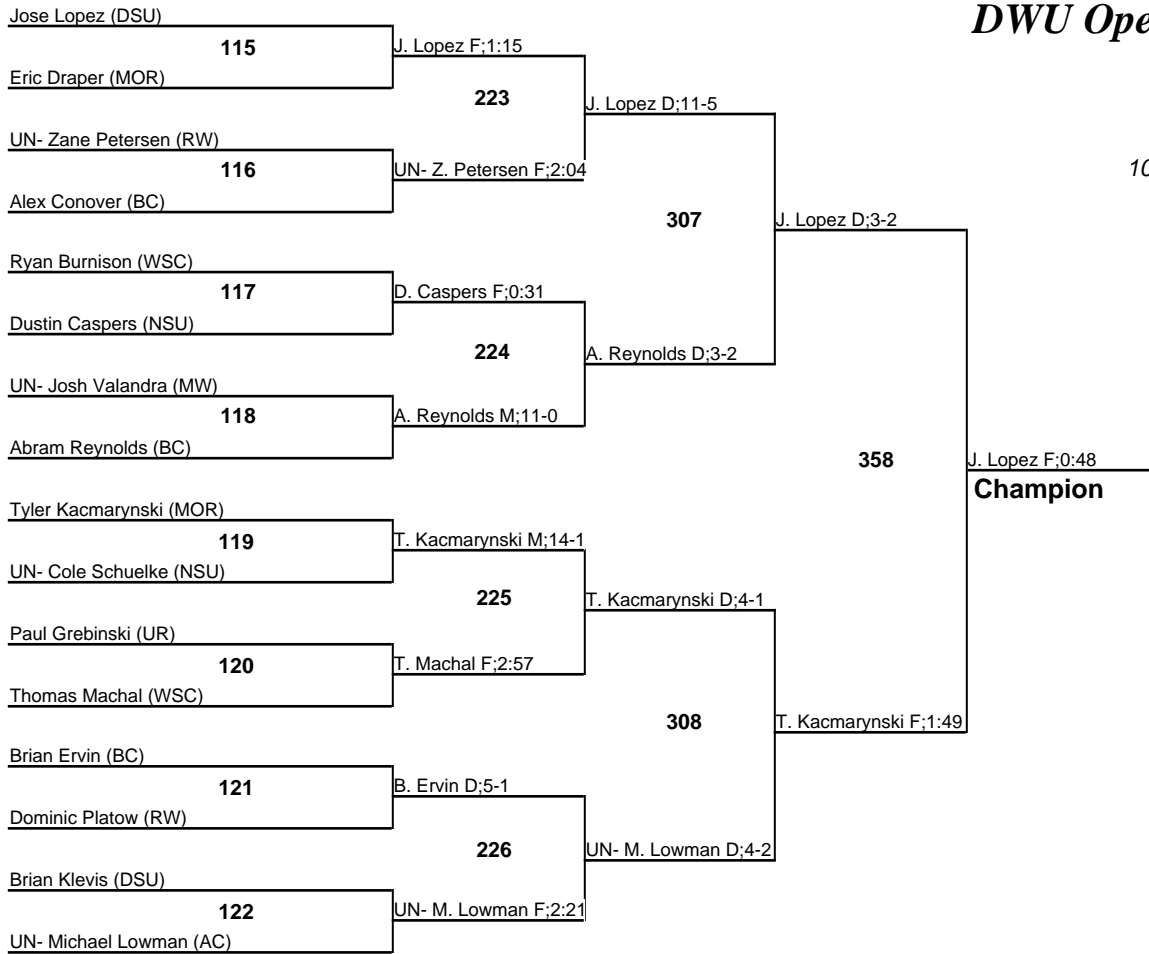 DWU Ope
10
Jose Lopez (DSU)
115
Eric Draper (MOR)
J. Lopez F;1:15
223
UN- Zane Petersen (RW)
116
Alex Conover (BC)
UN- Z. Petersen F;2:04
J. Lopez D;11-5
307
Ryan Burnison (WSC)
117
Dustin Caspers (NSU)
D. Caspers F;0:31
224
UN- Josh Valandra (MW)
118
Abram Reynolds (BC)
A. Reynolds M;11-0
A. Reynolds D;3-2
J. Lopez D;3-2
358
Tyler Kacmarynski (MOR)
119
UN- Cole Schuelke (NSU)
T. Kacmarynski M;14-1
225
Paul Grebinski (UR)
120
Thomas Machal (WSC)
T. Machal F;2:57
T. Kacmarynski D;4-1
308
Brian Ervin (BC)
121
Dominic Platow (RW)
B. Ervin D;5-1
226
Brian Klevis (DSU)
122
UN- Michael Lowman (AC)
UN- M. Lowman F;2:21
UN- M. Lowman D;4-2
T. Kacmarynski F;1:49
J. Lopez F;0:48
Champion